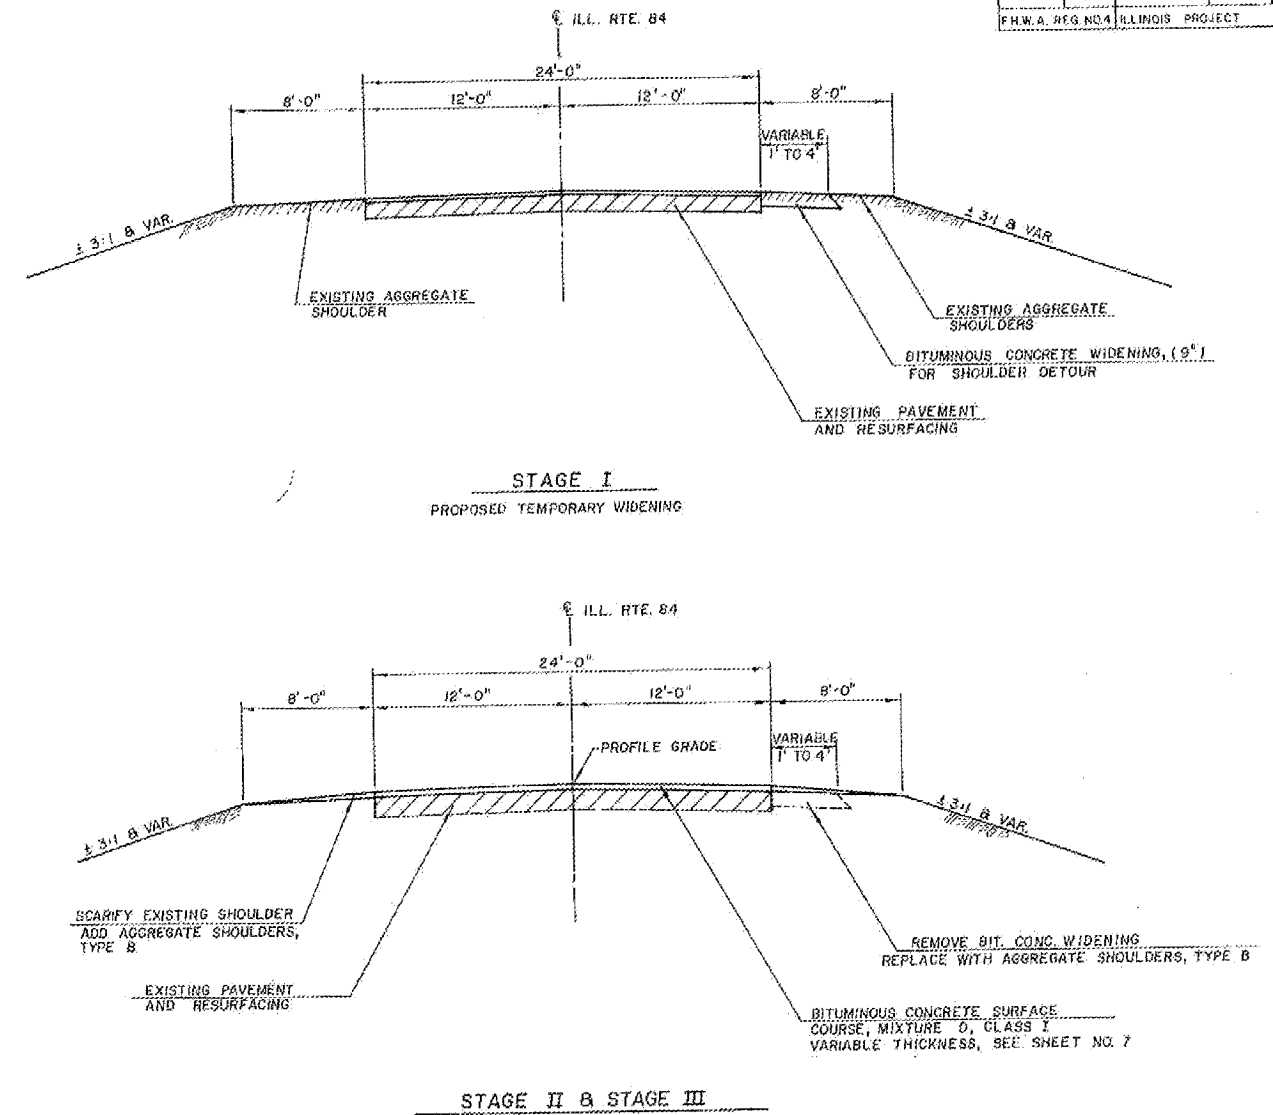 ℄ ILL. RTE. 84
F.H.W.A. REG. NO.4 ILLINOIS PROJECT
24'-0"
8'-0" 12'-0" 12'-0" 8'-0"
VARIABLE
1' TO 4'
± 3:1 & VAR.
± 3:1 & VAR.
EXISTING AGGREGATE
SHOULDER
EXISTING AGGREGATE
SHOULDERS
BITUMINOUS CONCRETE WIDENING, (9")
FOR SHOULDER DETOUR
EXISTING PAVEMENT
AND RESURFACING
STAGE I
PROPOSED TEMPORARY WIDENING
℄ ILL. RTE. 84
24'-0"
8'-0" 12'-0" 12'-0" 8'-0"
PROFILE GRADE
VARIABLE
1' TO 4'
± 3:1 & VAR.
± 3:1 & VAR.
SCARIFY EXISTING SHOULDER
ADD AGGREGATE SHOULDERS,
TYPE B
REMOVE BIT. CONC. WIDENING
REPLACE WITH AGGREGATE SHOULDERS, TYPE B
EXISTING PAVEMENT
AND RESURFACING
BITUMINOUS CONCRETE SURFACE
COURSE, MIXTURE D, CLASS I
VARIABLE THICKNESS, SEE SHEET NO. 7
STAGE II & STAGE III